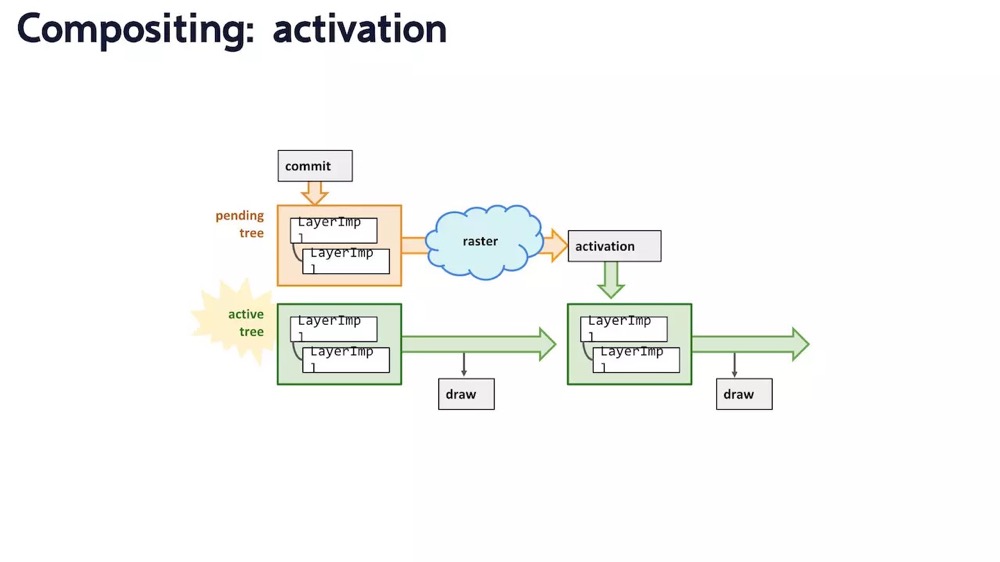 Compositing: activation
commit
pending
tree
LayerImp
l
LayerImp
l
raster
activation
active
tree
LayerImp
l
LayerImp
l
draw
LayerImp
l
LayerImp
l
draw